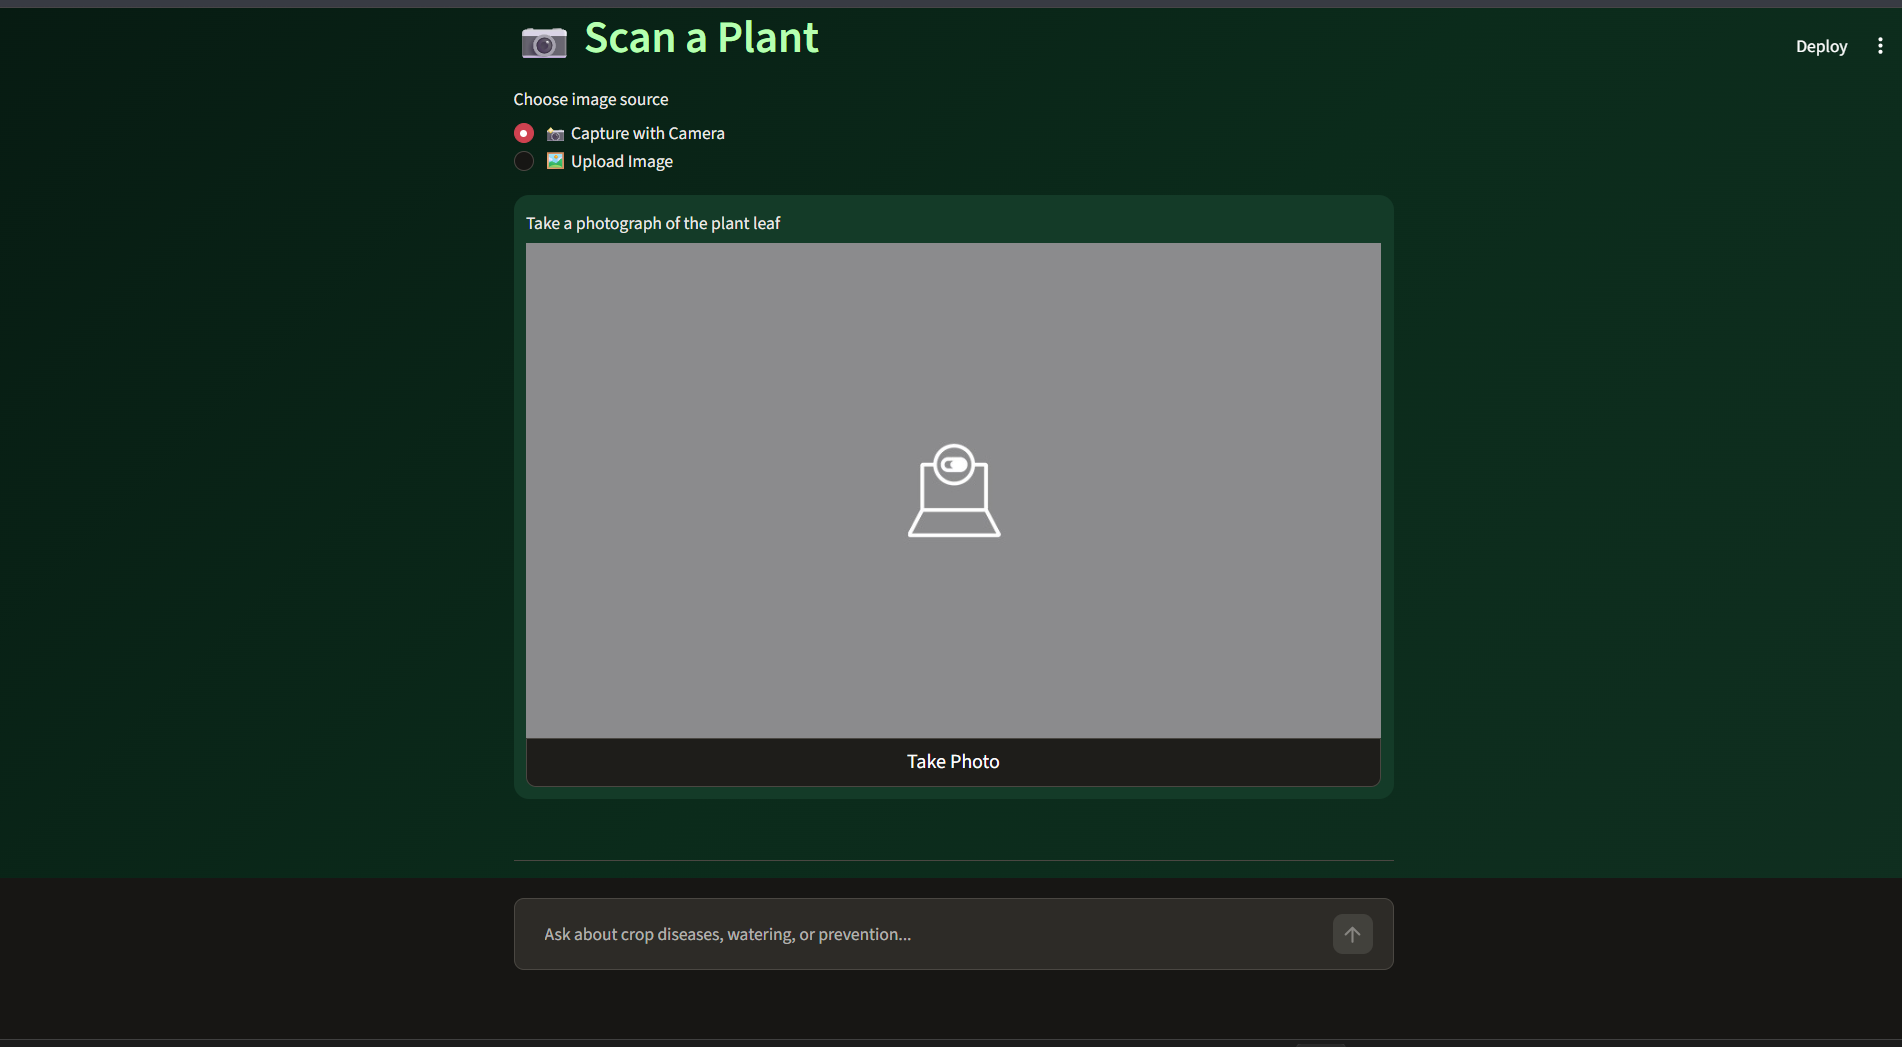 Scan a Plant
Deploy
Choose image source
Capture with Camera
Upload Image
Take a photograph of the plant leaf
Take Photo
Ask about crop diseases, watering, or prevention...